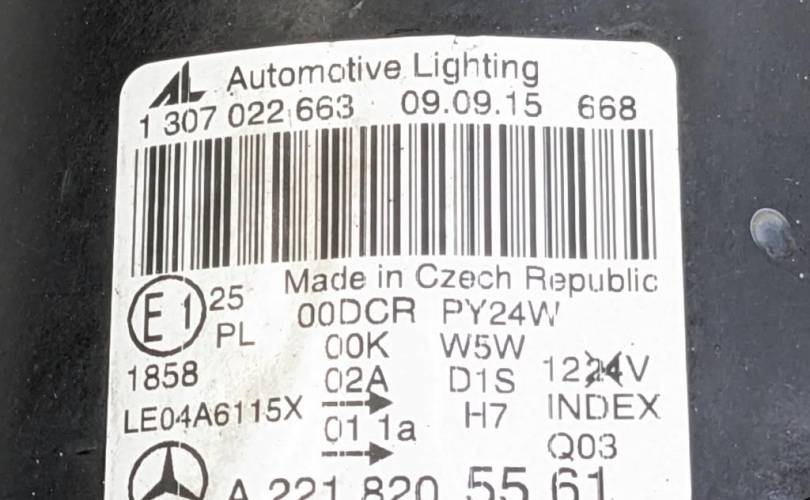 AL Automotive Lighting
1 307 022 663 09.09.15 668
Made in Czech Republic
E1 25 00DCR PY24W
PL 00K W5W
1858 02A D1S 1224V
LE04A6115X 01 1a H7 INDEX
Q03
A 221 820 55 61